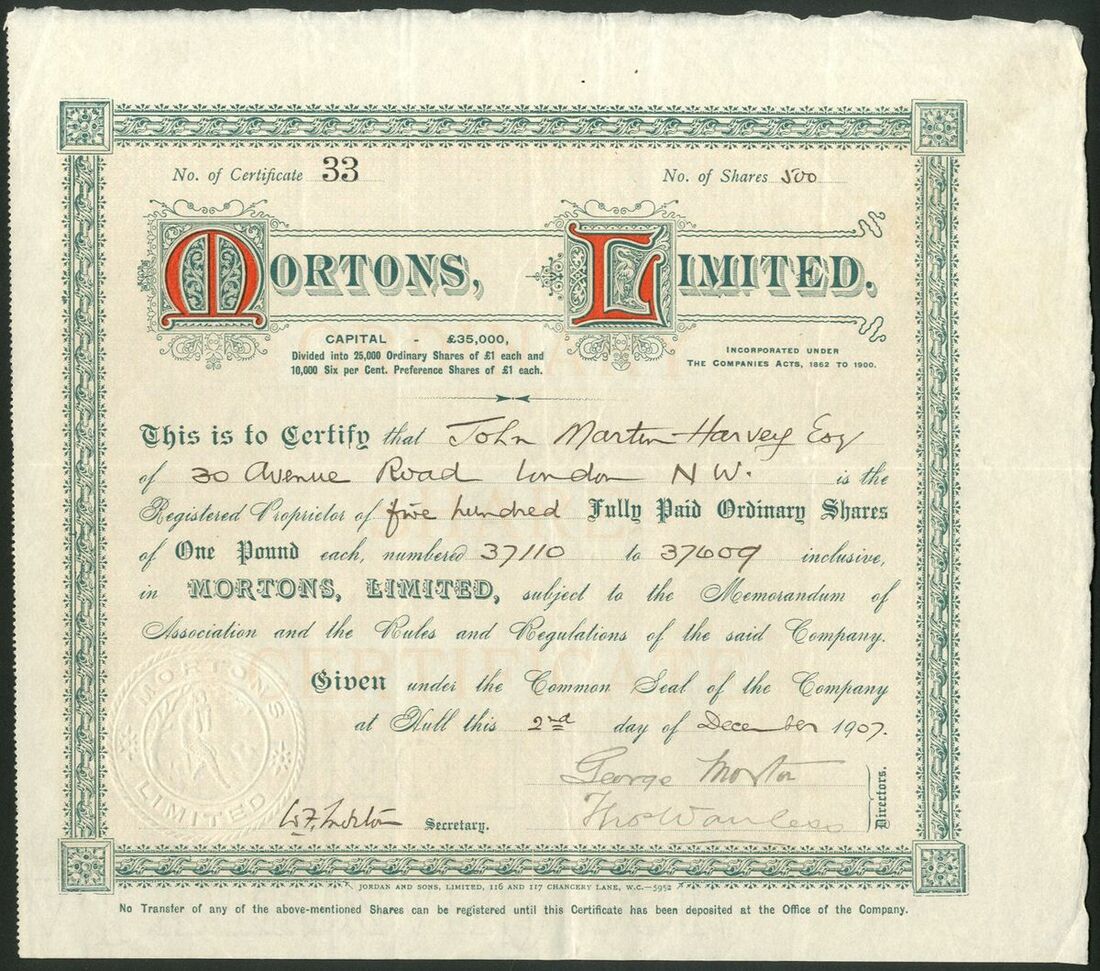 No. of Certificate 33
No. of Shares 500
MORTONS, LIMITED.
CAPITAL - £35,000,
Divided into 25,000 Ordinary Shares of £1 each and
10,000 Six per Cent. Preference Shares of £1 each.
INCORPORATED UNDER
THE COMPANIES ACTS, 1862 TO 1900.
This is to Certify that John Martin-Harvey Esq
of 30 Avenue Road London N W. is the
Registered Proprietor of five hundred Fully Paid Ordinary Shares
of One Pound each, numbered 37110 to 37609 inclusive,
in MORTONS, LIMITED, subject to the Memorandum of
Association and the Rules and Regulations of the said Company.
Given under the Common Seal of the Company
at Hull this 2nd day of December 1907.
George Morton
Thos Wanless
Directors.
W.F. Morton Secretary.
MORTONS LIMITED
ORDINARY
SHARE
CERTIFICATE
JORDAN AND SONS, LIMITED, 116 AND 117 CHANCERY LANE, W.C.—5952
No Transfer of any of the above-mentioned Shares can be registered until this Certificate has been deposited at the Office of the Company.